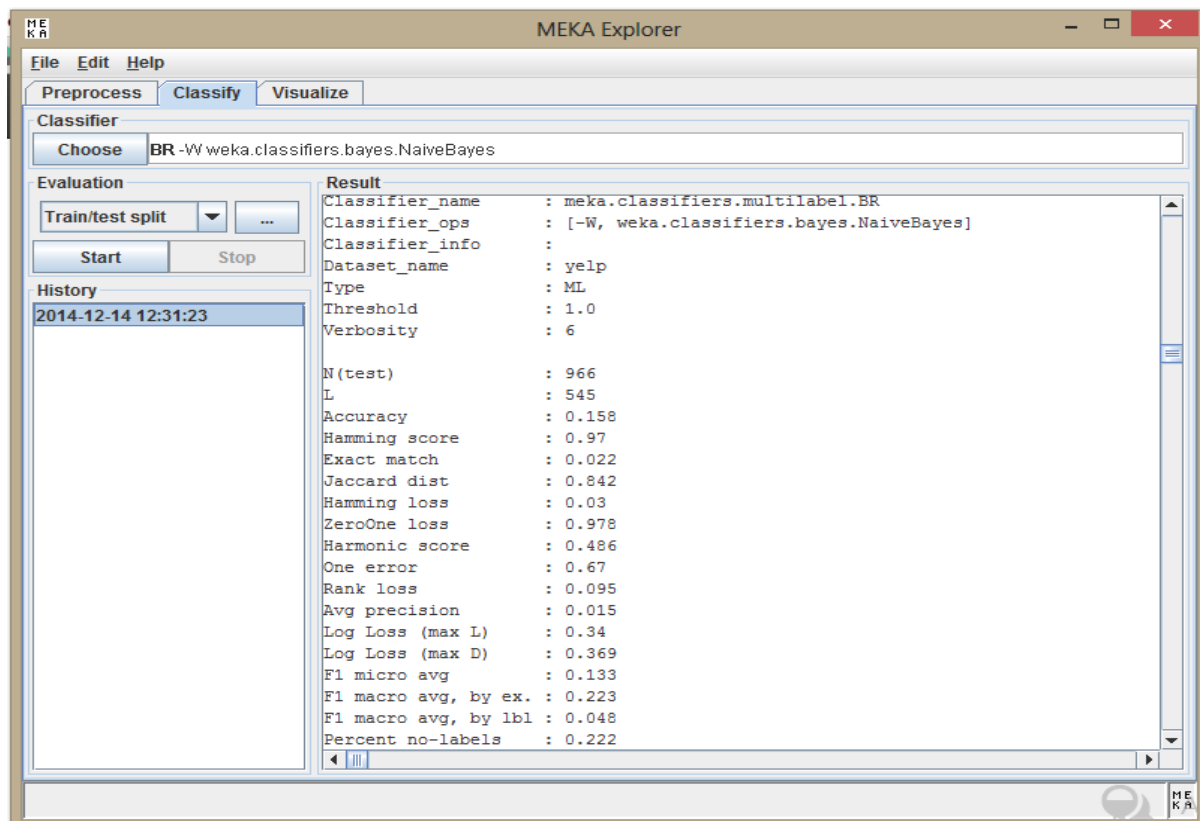 ME
KA
MEKA Explorer
File Edit Help
Preprocess Classify Visualize
Classifier
Choose BR -W weka.classifiers.bayes.NaiveBayes
Evaluation
Train/test split ...
Start Stop
History
2014-12-14 12:31:23
Result
Classifier_name : meka.classifiers.multilabel.BR
Classifier_ops : [-W, weka.classifiers.bayes.NaiveBayes]
Classifier_info :
Dataset_name : yelp
Type : ML
Threshold : 1.0
Verbosity : 6
N(test) : 966
L : 545
Accuracy : 0.158
Hamming score : 0.97
Exact match : 0.022
Jaccard dist : 0.842
Hamming loss : 0.03
ZeroOne loss : 0.978
Harmonic score : 0.486
One error : 0.67
Rank loss : 0.095
Avg precision : 0.015
Log Loss (max L) : 0.34
Log Loss (max D) : 0.369
F1 micro avg : 0.133
F1 macro avg, by ex. : 0.223
F1 macro avg, by lbl : 0.048
Percent no-labels : 0.222
ME
KA